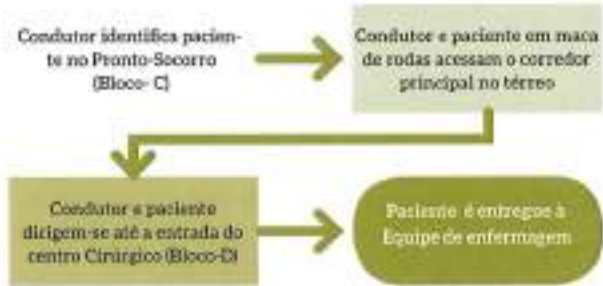 Condutor identifica pacien-
te no Pronto-Socorro
(Bloco- C)
Condutor e paciente em maca
de rodas acessam o corredor
principal no térreo
Condutor e paciente
dirigem-se até a entrada do
centro Cirúrgico (Bloco-D)
Paciente é entregue à
Equipe de enfermagem